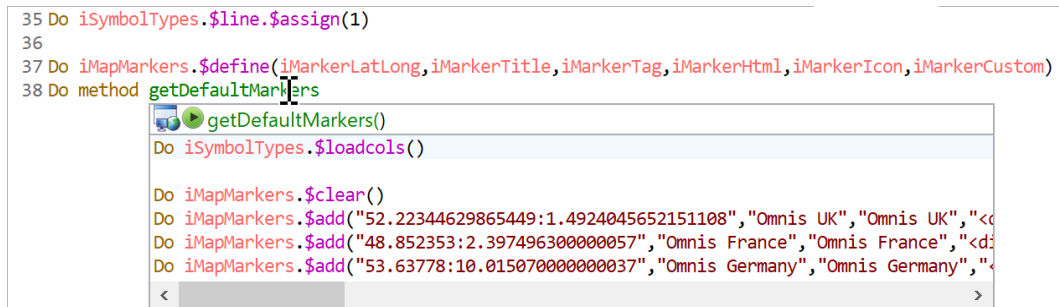 35 Do iSymbolTypes.$line.$assign(1)
36
37 Do iMapMarkers.$define(iMarkerLatLong,iMarkerTitle,iMarkerTag,iMarkerHtml,iMarkerIcon,iMarkerCustom)
38 Do method getDefaultMarkers
getDefaultMarkers()
Do iSymbolTypes.$loadcols()
Do iMapMarkers.$clear()
Do iMapMarkers.$add("52.22344629865449:1.4924045652151108","Omnis UK","Omnis UK","<d
Do iMapMarkers.$add("48.852353:2.397496300000057","Omnis France","Omnis France","<di
Do iMapMarkers.$add("53.63778:10.015070000000037","Omnis Germany","Omnis Germany","<